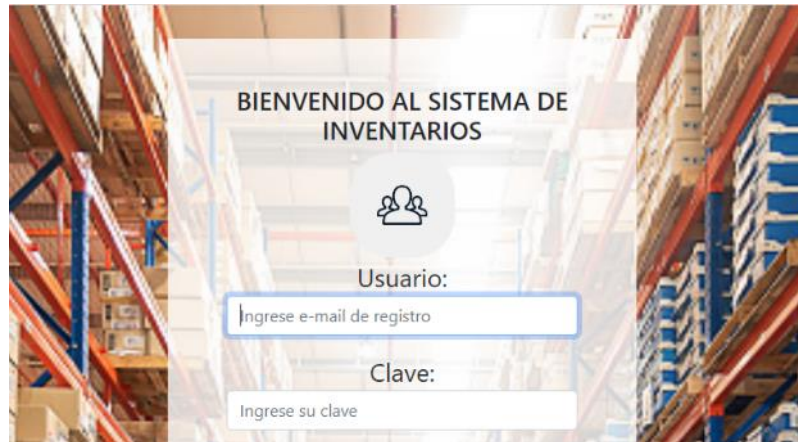 BIENVENIDO AL SISTEMA DE
INVENTARIOS
Usuario:
Ingrese e-mail de registro
Clave:
Ingrese su clave